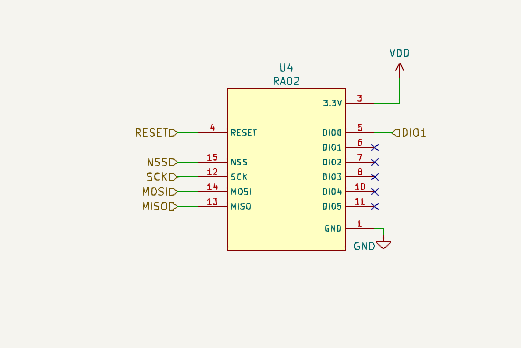 VDD
U4
RA02
3.3V 3
RESET 4 RESET DIO0 5 DIO1
DIO1 6
NSS 15 NSS DIO2 7
SCK 12 SCK DIO3 8
MOSI 14 MOSI DIO4 10
MISO 13 MISO DIO5 11
GND 1
GND